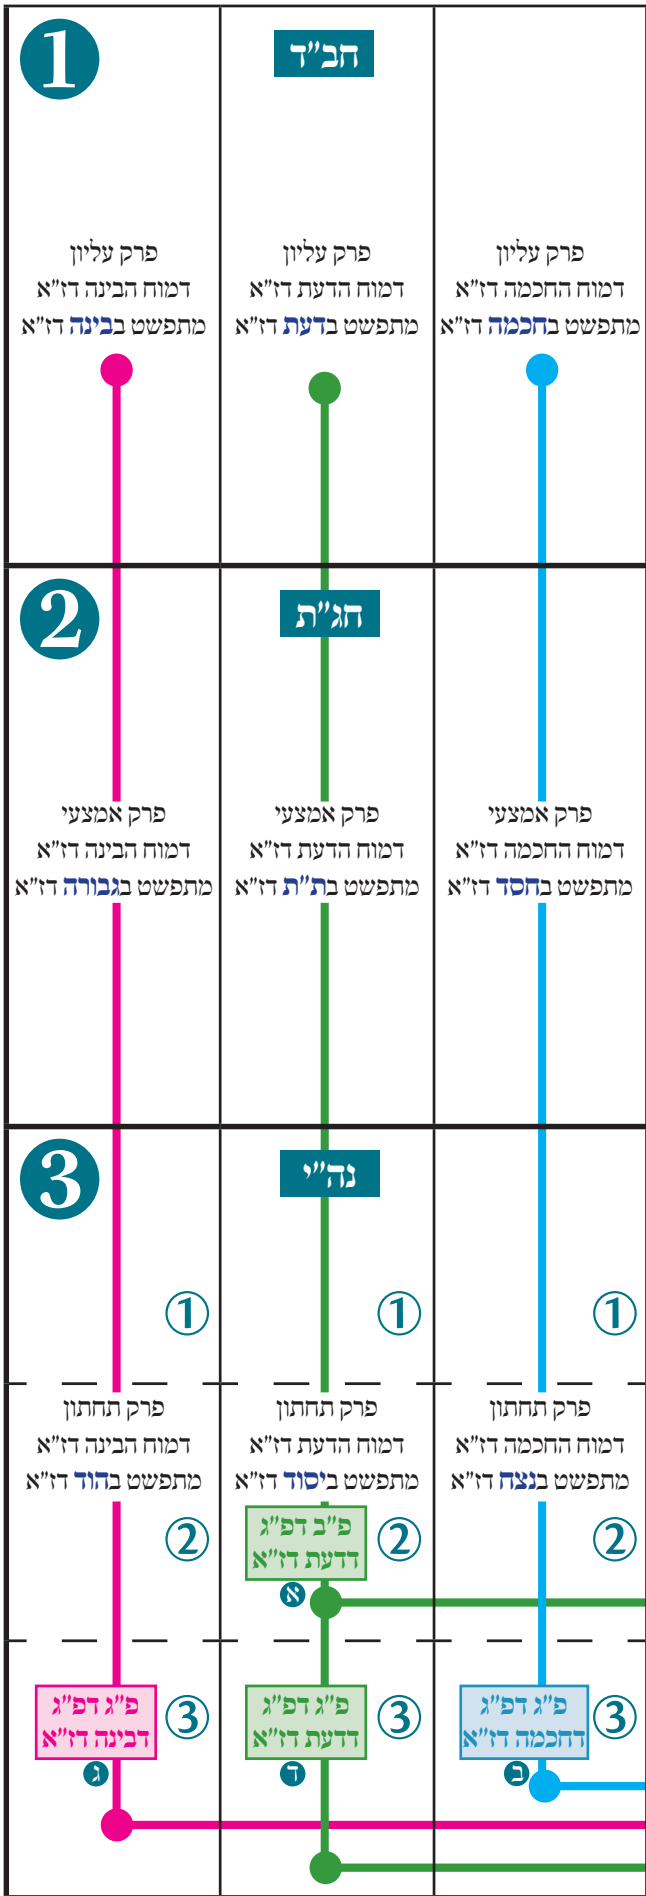 1
חב״ד
פרק עליון
דמוח החכמה דז״א
מתפשט בחכמה דז״א
פרק עליון
דמוח הדעת דז״א
מתפשט בדעת דז״א
פרק עליון
דמוח הבינה דז״א
מתפשט בבינה דז״א
2
חג״ת
פרק אמצעי
דמוח החכמה דז״א
מתפשט בחסד דז״א
פרק אמצעי
דמוח הדעת דז״א
מתפשט בת״ת דז״א
פרק אמצעי
דמוח הבינה דז״א
מתפשט בגבורה דז״א
3
נה״י
1
1
1
פרק תחתון
דמוח החכמה דז״א
מתפשט בנצח דז״א
2
פרק תחתון
דמוח הדעת דז״א
מתפשט ביסוד דז״א
2
פ״ב דפ״ג
דדעת דז״א
א
פרק תחתון
דמוח הבינה דז״א
מתפשט בהוד דז״א
2
3
פ״ג דפ״ג
דחכמה דז״א
ב
3
פ״ג דפ״ג
דדעת דז״א
ד
3
פ״ג דפ״ג
דבינה דז״א
ג